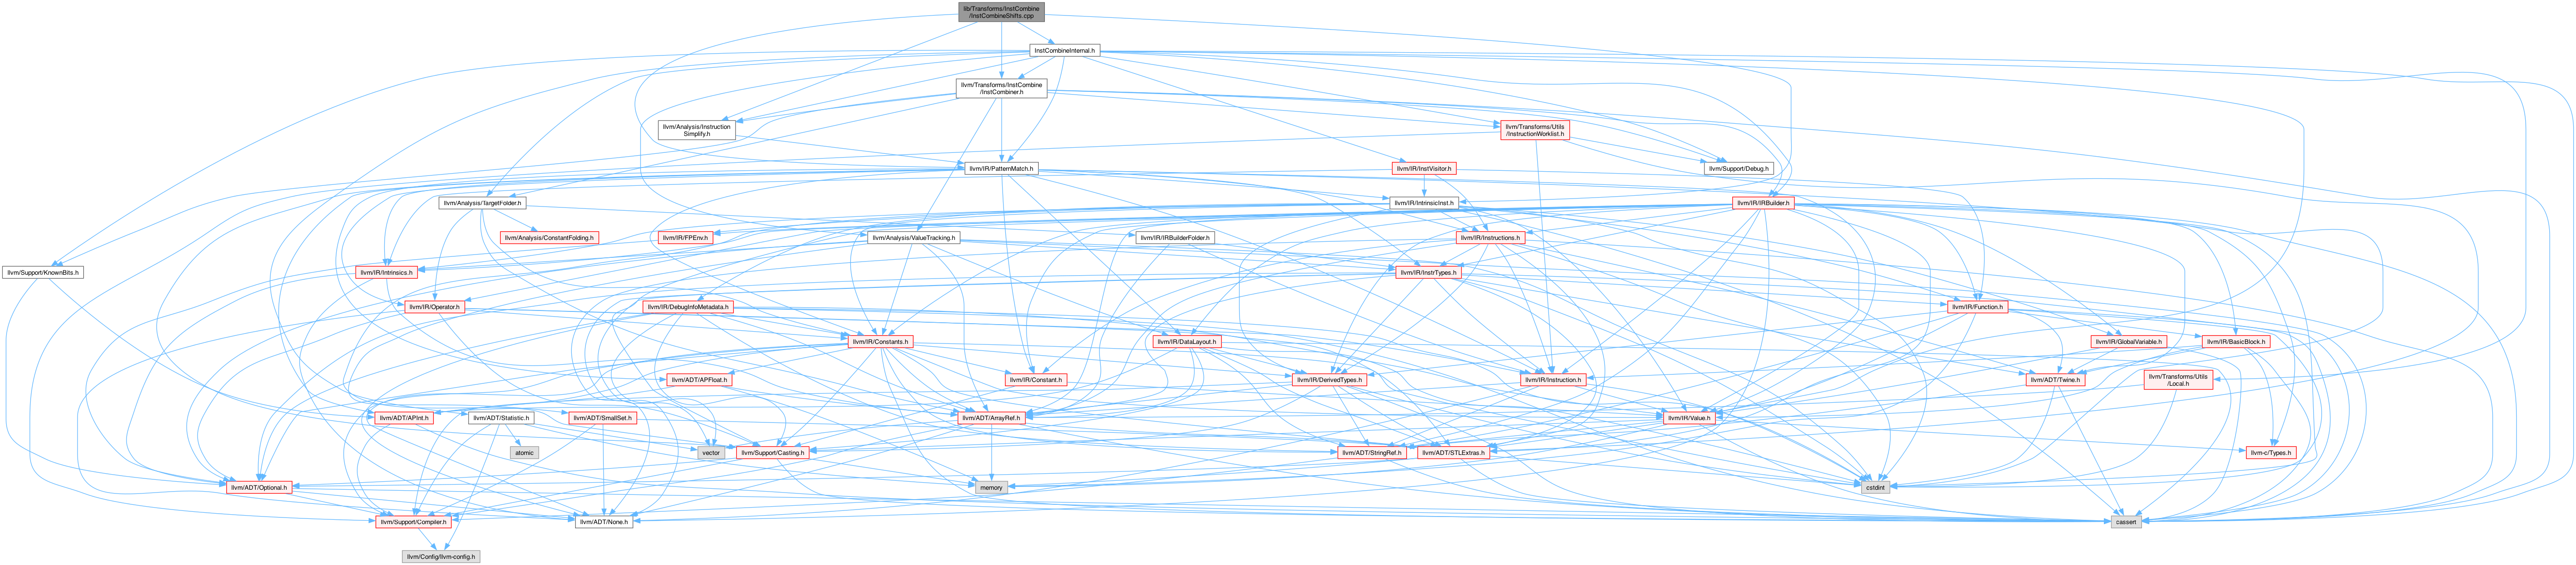 lib/Transforms/InstCombine
/InstCombineShifts.cpp
InstCombineInternal.h
llvm/Transforms/InstCombine
/InstCombiner.h
llvm/Analysis/Instruction
Simplify.h
llvm/Transforms/Utils
/InstructionWorklist.h
llvm/IR/PatternMatch.h
llvm/IR/InstVisitor.h
llvm/Support/Debug.h
llvm/Analysis/TargetFolder.h
llvm/IR/IntrinsicInst.h
llvm/IR/IRBuilder.h
llvm/Analysis/ConstantFolding.h
llvm/IR/FPEnv.h
llvm/Analysis/ValueTracking.h
llvm/IR/IRBuilderFolder.h
llvm/IR/Instructions.h
llvm/Support/KnownBits.h
llvm/IR/Intrinsics.h
llvm/IR/InstrTypes.h
llvm/IR/Operator.h
llvm/IR/DebugInfoMetadata.h
llvm/IR/Function.h
llvm/IR/Constants.h
llvm/IR/DataLayout.h
llvm/IR/GlobalVariable.h
llvm/IR/BasicBlock.h
llvm/ADT/APFloat.h
llvm/IR/Constant.h
llvm/IR/DerivedTypes.h
llvm/IR/Instruction.h
llvm/ADT/Twine.h
llvm/Transforms/Utils
/Local.h
llvm/ADT/APInt.h
llvm/ADT/Statistic.h
llvm/ADT/SmallSet.h
llvm/ADT/ArrayRef.h
llvm/IR/Value.h
atomic
vector
llvm/Support/Casting.h
llvm/ADT/StringRef.h
llvm/ADT/STLExtras.h
llvm-c/Types.h
llvm/ADT/Optional.h
memory
cstdint
llvm/Support/Compiler.h
llvm/ADT/None.h
cassert
llvm/Config/llvm-config.h